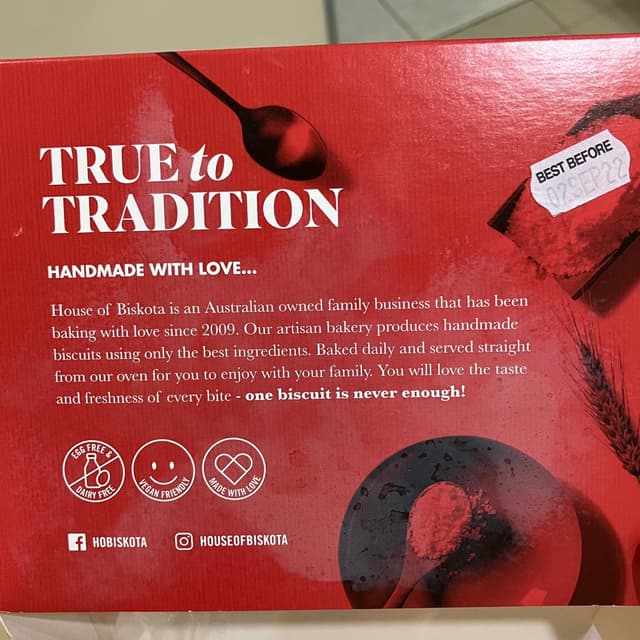 TRUE to
TRADITION
HANDMADE WITH LOVE...
House of Biskota is an Australian owned family business that has been
baking with love since 2009. Our artisan bakery produces handmade
biscuits using only the best ingredients. Baked daily and served straight
from our oven for you to enjoy with your family. You will love the taste
and freshness of every bite - one biscuit is never enough!
EGG FREE &
DAIRY FREE
VEGAN FRIENDLY
MADE WITH LOVE
HOBISKOTA
HOUSEOFBISKOTA
BEST BEFORE
02SEP22